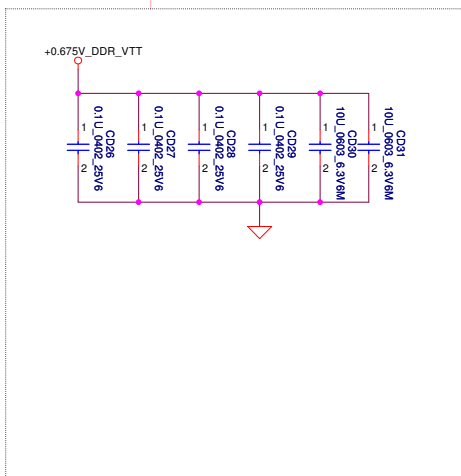 +0.675V_DDR_VTT
1
2
CD26
0.1U_0402_25V6
1
2
CD27
0.1U_0402_25V6
1
2
CD28
0.1U_0402_25V6
1
2
CD29
0.1U_0402_25V6
1
2
CD30
10U_0603_6.3V6M
1
2
CD31
10U_0603_6.3V6M